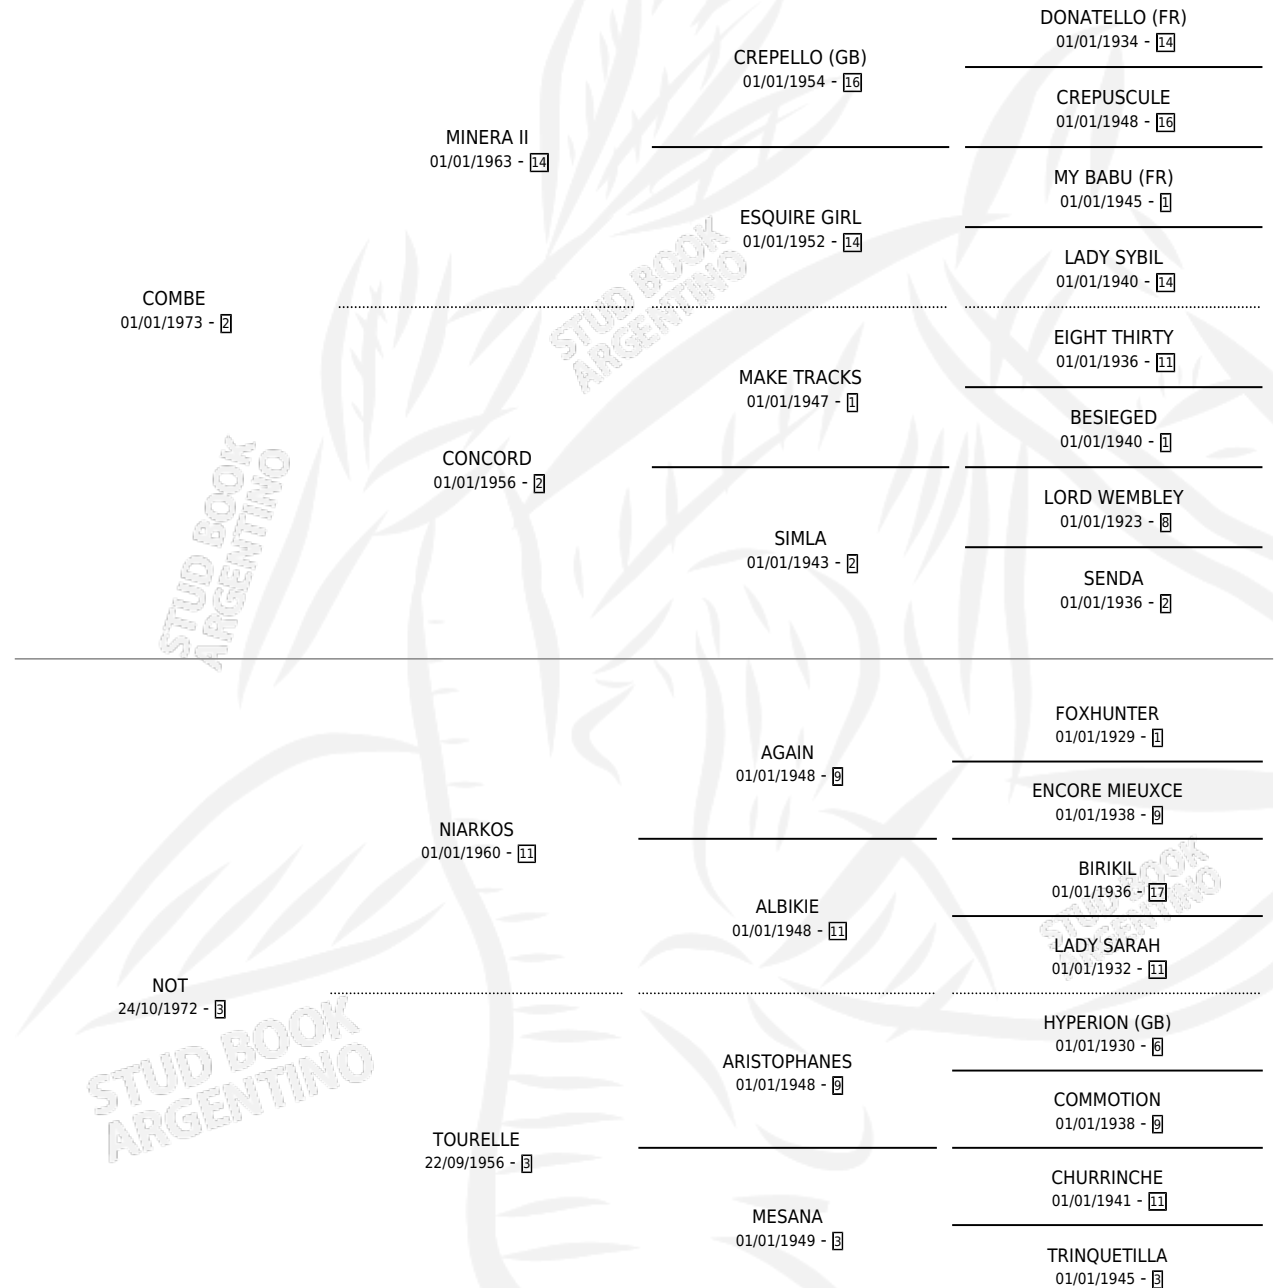 DONATELLO (FR)
01/01/1934 - 14
CREPELLO (GB)
01/01/1954 - 16
CREPUSCULE
01/01/1948 - 16
MINERA II
01/01/1963 - 14
MY BABU (FR)
01/01/1945 - 1
ESQUIRE GIRL
01/01/1952 - 14
LADY SYBIL
01/01/1940 - 14
COMBE
01/01/1973 - 2
STUD BOOK
ARGENTINO
EIGHT THIRTY
01/01/1936 - 11
MAKE TRACKS
01/01/1947 - 1
BESIEGED
01/01/1940 - 1
CONCORD
01/01/1956 - 2
LORD WEMBLEY
01/01/1923 - 8
SIMLA
01/01/1943 - 2
SENDA
01/01/1936 - 2
STUD BOOK
ARGENTINO
FOXHUNTER
01/01/1929 - 1
AGAIN
01/01/1948 - 9
ENCORE MIEUXCE
01/01/1938 - 9
NIARKOS
01/01/1960 - 11
BIRIKIL
01/01/1936 - 17
ALBIKIE
01/01/1948 - 11
STUD BOOK
ARGENTINO
LADY SARAH
01/01/1932 - 11
NOT
24/10/1972 - 3
STUD BOOK
ARGENTINO
HYPERION (GB)
01/01/1930 - 6
ARISTOPHANES
01/01/1948 - 9
COMMOTION
01/01/1938 - 9
TOURELLE
22/09/1956 - 3
CHURRINCHE
01/01/1941 - 11
MESANA
01/01/1949 - 3
TRINQUETILLA
01/01/1945 - 3